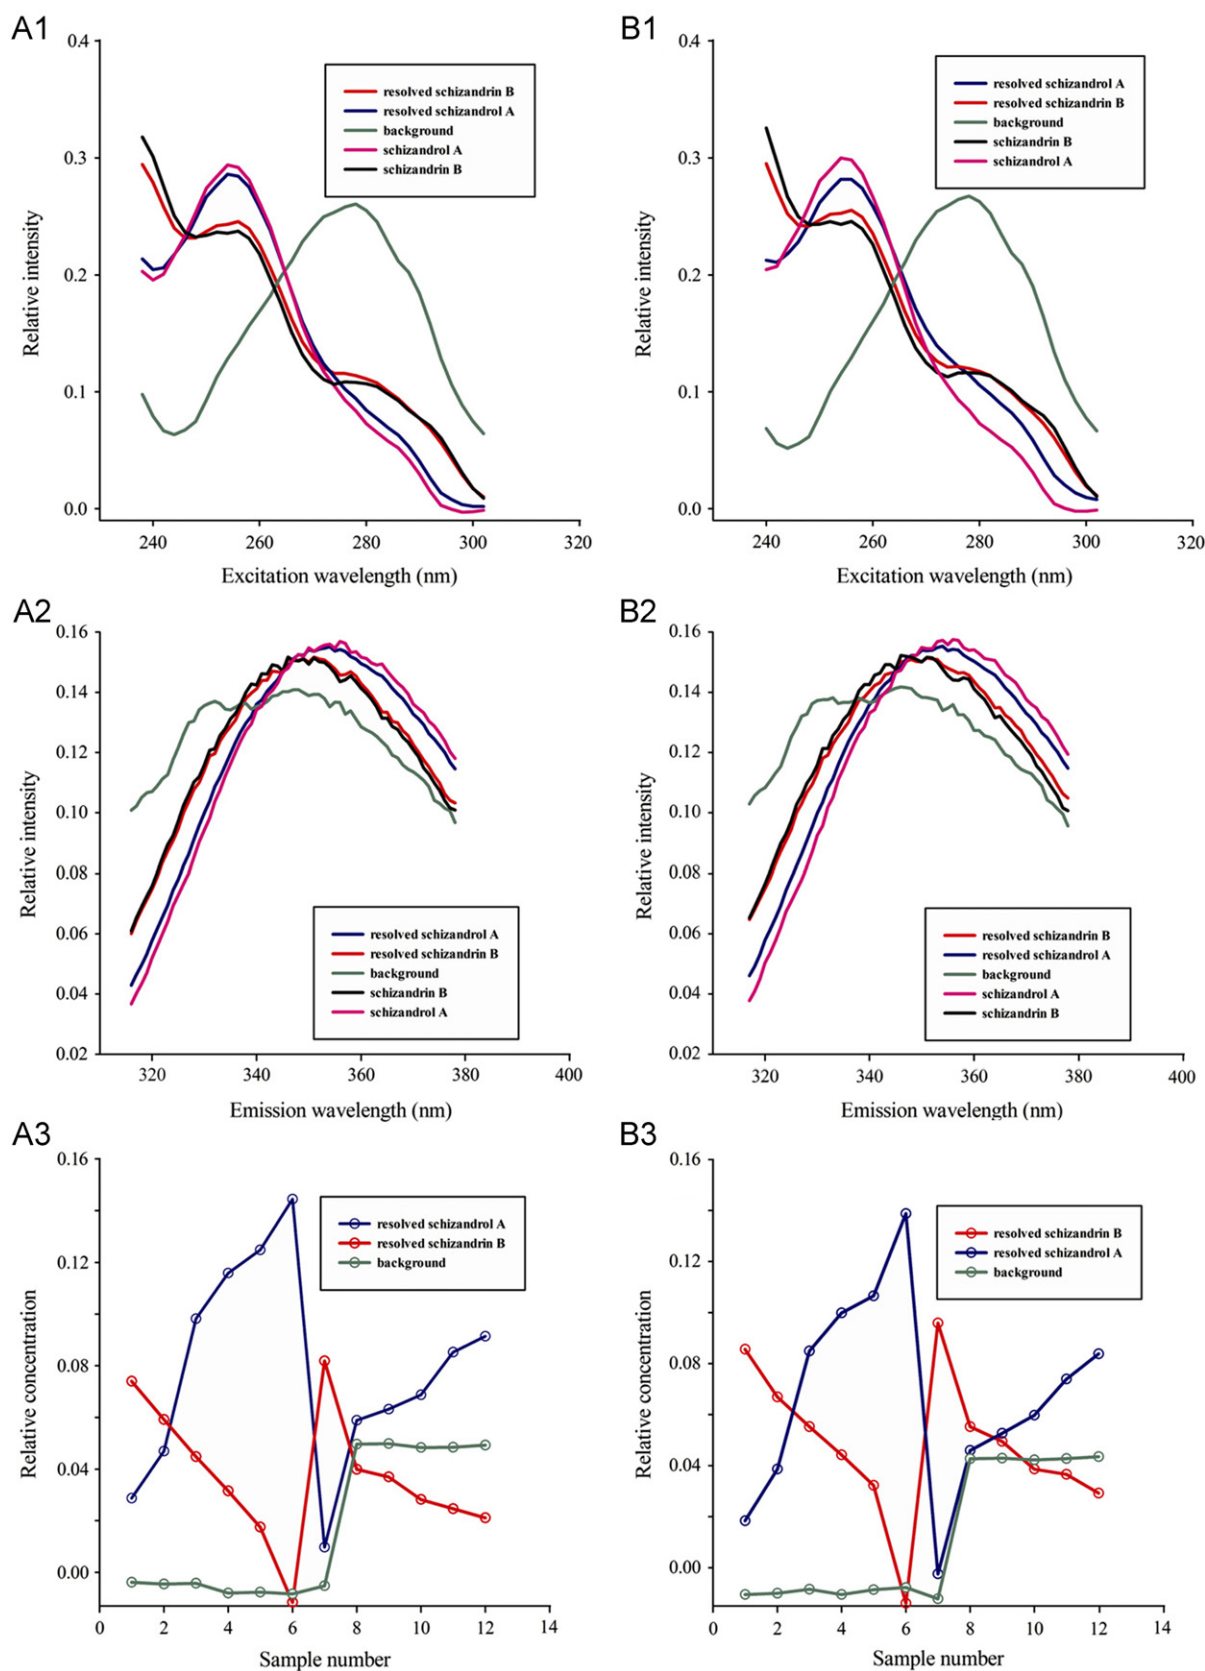 A1
0.4
0.3
0.2
0.1
0.0
Relative intensity
resolved schizandrin B
resolved schizandrol A
background
schizandrol A
schizandrin B
240 260 280 300 320
Excitation wavelength (nm)
B1
0.4
0.3
0.2
0.1
0.0
Relative intensity
resolved schizandrol A
resolved schizandrin B
background
schizandrin B
schizandrol A
240 260 280 300 320
Excitation wavelength (nm)
A2
0.16
0.14
0.12
0.10
0.08
0.06
0.04
0.02
Relative intensity
resolved schizandrol A
resolved schizandrin B
background
schizandrin B
schizandrol A
320 340 360 380 400
Emission wavelength (nm)
B2
0.16
0.14
0.12
0.10
0.08
0.06
0.04
0.02
Relative intensity
resolved schizandrin B
resolved schizandrol A
background
schizandrol A
schizandrin B
320 340 360 380 400
Emission wavelength (nm)
A3
0.16
0.12
0.08
0.04
0.00
Relative concentration
resolved schizandrol A
resolved schizandrin B
background
0 2 4 6 8 10 12 14
Sample number
B3
0.16
0.12
0.08
0.04
0.00
Relative concentration
resolved schizandrin B
resolved schizandrol A
background
0 2 4 6 8 10 12 14
Sample number